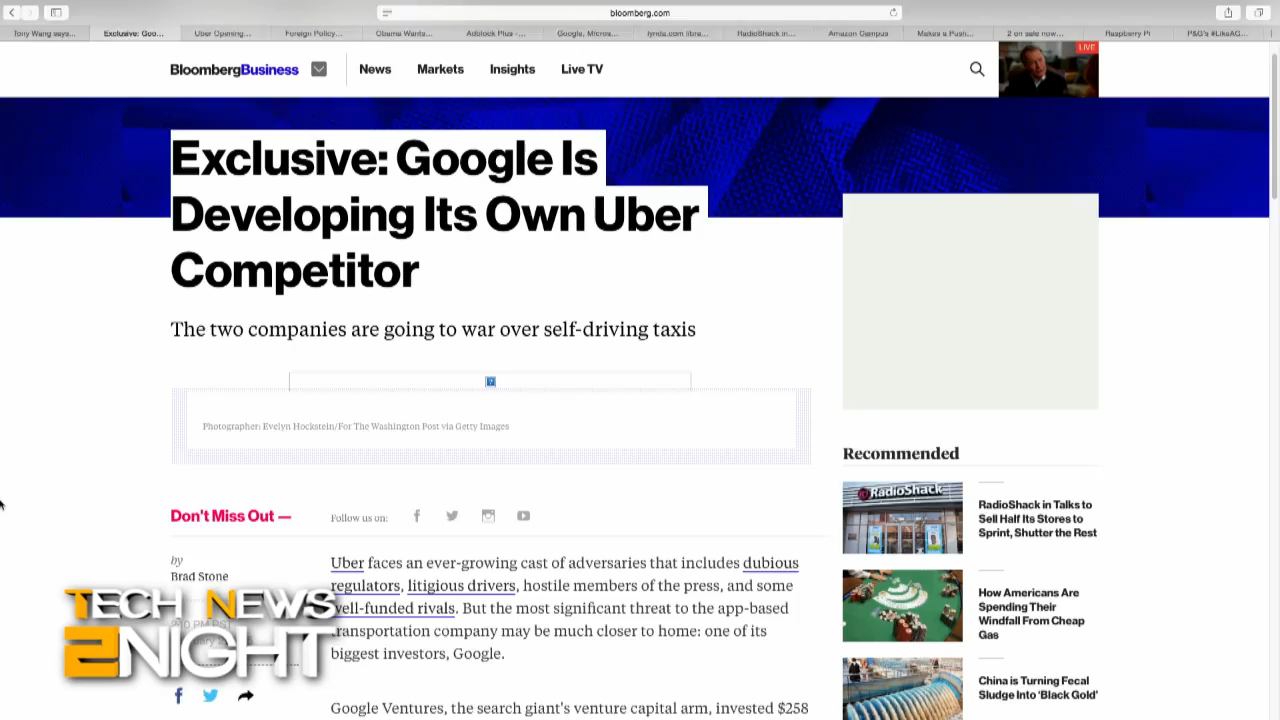 bloomberg.com
Tony Wang says...
Exclusive: Goo...
Uber Opening...
Foreign Policy...
Obama Wants...
Adblock Plus -...
Google, Micros...
lynda.com libra...
RadioShack in...
Amazon Campus
Makes a Push...
2 on sale now...
Raspberry Pi
P&G's #LikeAG...
BloombergBusiness
News
Markets
Insights
Live TV
LIVE
Exclusive: Google Is
Developing Its Own Uber
Competitor
The two companies are going to war over self-driving taxis
Photographer: Evelyn Hockstein/For The Washington Post via Getty Images
Don't Miss Out —
Follow us on:
by
Brad Stone
Uber faces an ever-growing cast of adversaries that includes dubious
regulators, litigious drivers, hostile members of the press, and some
well-funded rivals. But the most significant threat to the app-based
transportation company may be much closer to home: one of its
biggest investors, Google.
Google Ventures, the search giant's venture capital arm, invested $258
Recommended
RadioShack
RadioShack in Talks to
Sell Half Its Stores to
Sprint, Shutter the Rest
How Americans Are
Spending Their
Windfall From Cheap
Gas
China is Turning Fecal
Sludge Into 'Black Gold'
TECH NEWS
2NIGHT